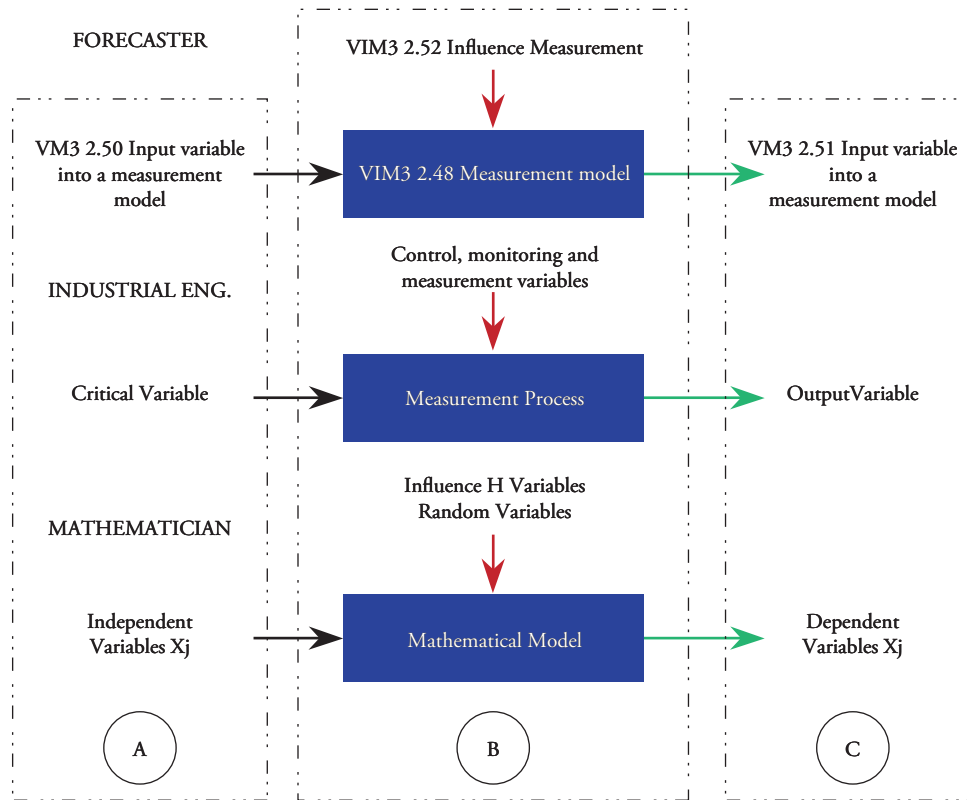 FORECASTER
VIM3 2.52 Influence Measurement
VM3 2.50 Input variable
into a measurement
model
VIM3 2.48 Measurement model
VM3 2.51 Input variable
into a
measurement model
Control, monitoring and
measurement variables
INDUSTRIAL ENG.
Critical Variable
Measurement Process
OutputVariable
Influence H Variables
Random Variables
MATHEMATICIAN
Independent
Variables Xj
Mathematical Model
Dependent
Variables Xj
A
B
C